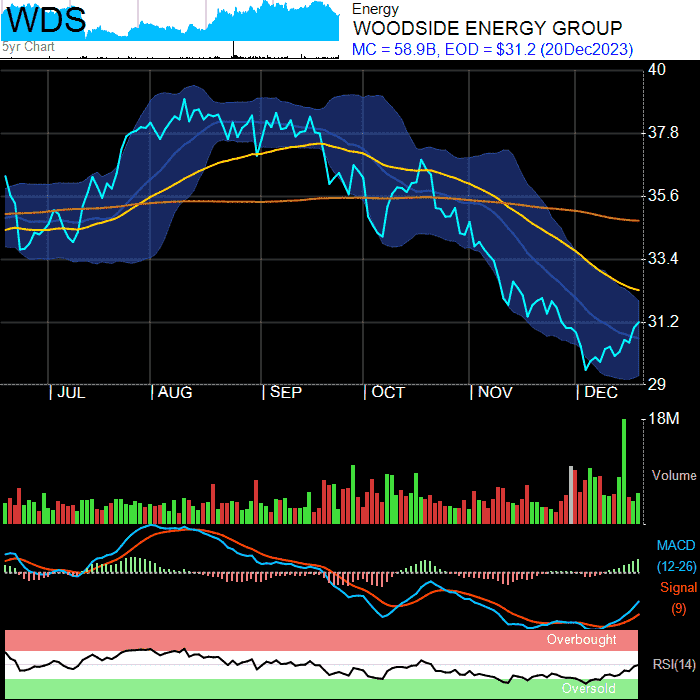 WDS
5yr Chart
Energy
WOODSIDE ENERGY GROUP
MC = 58.9B, EOD = $31.2 (20Dec2023)
40
37.8
35.6
33.4
31.2
29
| JUL | AUG | SEP | OCT | NOV | DEC
18M
Volume
MACD
(12-26)
Signal
(9)
Overbought
RSI(14)
Oversold